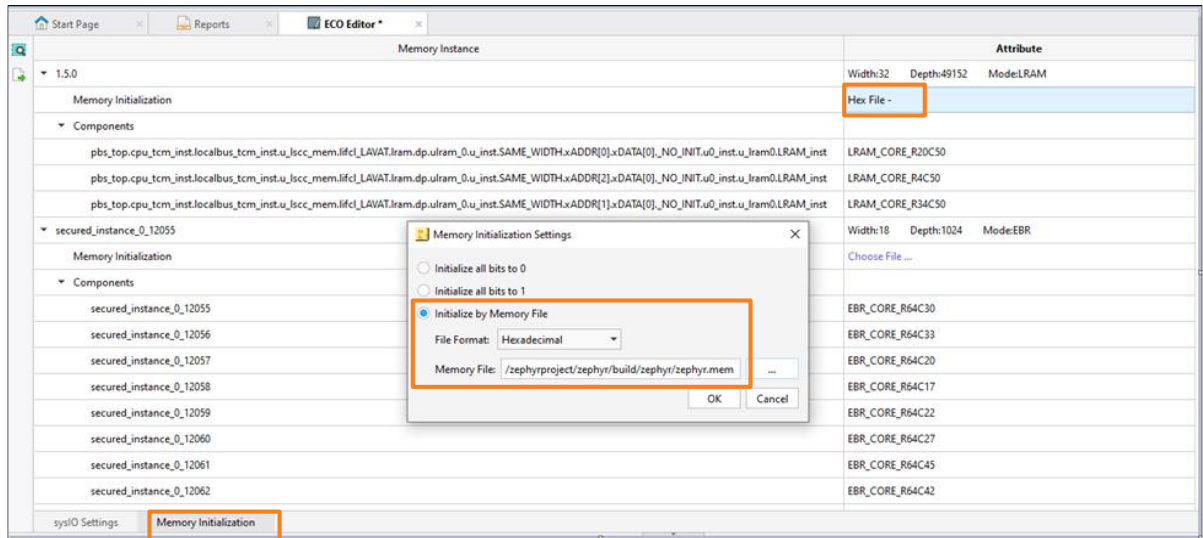 Start Page Reports ECO Editor *
Memory Instance Attribute
1.5.0 Width:32 Depth:49152 Mode:LRAM
Memory Initialization Hex File -
Components
pbs_top.cpu_tcm_inst.localbus_tcm_inst.u_lscc_mem.lifcl_LAVAT.lram.dp.ulram_0.u_inst.SAME_WIDTH.xADDR[0].xDATA[0]._NO_INIT.u0_inst.u_lram0.LRAM_inst LRAM_CORE_R20C50
pbs_top.cpu_tcm_inst.localbus_tcm_inst.u_lscc_mem.lifcl_LAVAT.lram.dp.ulram_0.u_inst.SAME_WIDTH.xADDR[2].xDATA[0]._NO_INIT.u0_inst.u_lram0.LRAM_inst LRAM_CORE_R4C50
pbs_top.cpu_tcm_inst.localbus_tcm_inst.u_lscc_mem.lifcl_LAVAT.lram.dp.ulram_0.u_inst.SAME_WIDTH.xADDR[1].xDATA[0]._NO_INIT.u0_inst.u_lram0.LRAM_inst LRAM_CORE_R34C50
secured_instance_0_12055 Width:18 Depth:1024 Mode:EBR
Memory Initialization Choose File ...
Components
secured_instance_0_12055 EBR_CORE_R64C30
secured_instance_0_12056 EBR_CORE_R64C33
secured_instance_0_12057 EBR_CORE_R64C20
secured_instance_0_12058 EBR_CORE_R64C17
secured_instance_0_12059 EBR_CORE_R64C22
secured_instance_0_12060 EBR_CORE_R64C27
secured_instance_0_12061 EBR_CORE_R64C45
secured_instance_0_12062 EBR_CORE_R64C42
Memory Initialization Settings
Initialize all bits to 0
Initialize all bits to 1
Initialize by Memory File
File Format: Hexadecimal
Memory File: /zephyrproject/zephyr/build/zephyr/zephyr.mem ...
OK Cancel
sysIO Settings Memory Initialization